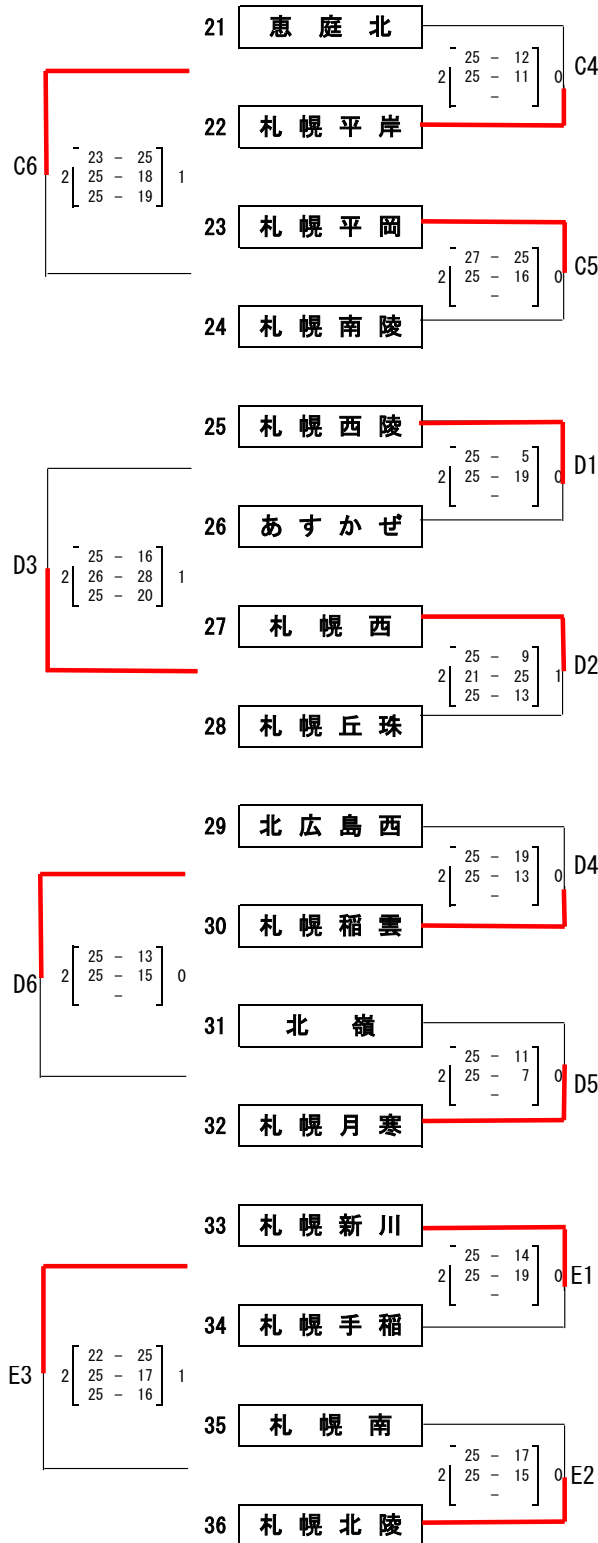 21 恵庭北
25 - 12
2 25 - 11 0 C4
-
22 札幌平岸
C6
23 - 25
2 25 - 18 1
25 - 19
23 札幌平岡
27 - 25
2 25 - 16 0 C5
-
24 札幌南陵
25 札幌西陵
25 - 5
2 25 - 19 0 D1
-
26 あすかぜ
D3
25 - 16
2 26 - 28 1
25 - 20
27 札幌西
25 - 9
2 21 - 25 1 D2
25 - 13
28 札幌丘珠
29 北広島西
25 - 19
2 25 - 13 0 D4
-
30 札幌稲雲
D6
25 - 13
2 25 - 15 0
-
31 北嶺
25 - 11
2 25 - 7 0 D5
-
32 札幌月寒
33 札幌新川
25 - 14
2 25 - 19 0 E1
-
34 札幌手稲
E3
22 - 25
2 25 - 17 1
25 - 16
35 札幌南
25 - 17
2 25 - 15 0 E2
-
36 札幌北陵